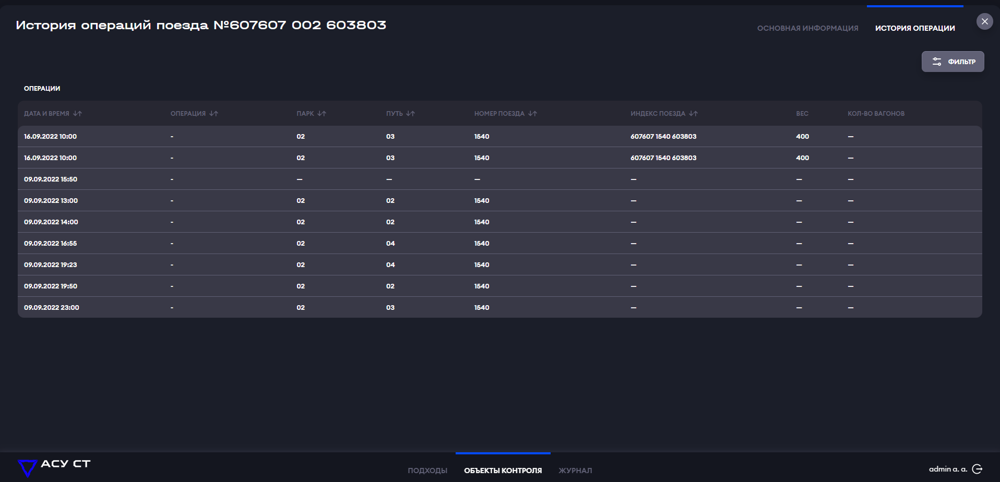 История операций поезда №607607 002 603803
ОСНОВНАЯ ИНФОРМАЦИЯ ИСТОРИЯ ОПЕРАЦИИ
ФИЛЬТР
ОПЕРАЦИИ
ДАТА И ВРЕМЯ ОПЕРАЦИЯ ПАРК ПУТЬ НОМЕР ПОЕЗДА ИНДЕКС ПОЕЗДА ВЕС КОЛ-ВО ВАГОНОВ
16.09.2022 10:00 - 02 03 1540 607607 1540 603803 400 —
16.09.2022 10:00 - 02 03 1540 607607 1540 603803 400 —
09.09.2022 15:50 - — — — — — —
09.09.2022 13:00 - 02 02 1540 — — —
09.09.2022 14:00 - 02 02 1540 — — —
09.09.2022 16:55 - 02 04 1540 — — —
09.09.2022 19:23 - 02 04 1540 — — —
09.09.2022 19:50 - 02 02 1540 — — —
09.09.2022 23:00 - 02 03 1540 — — —
АСУ СТ
ПОДХОДЫ ОБЪЕКТЫ КОНТРОЛЯ ЖУРНАЛ
admin a. a.